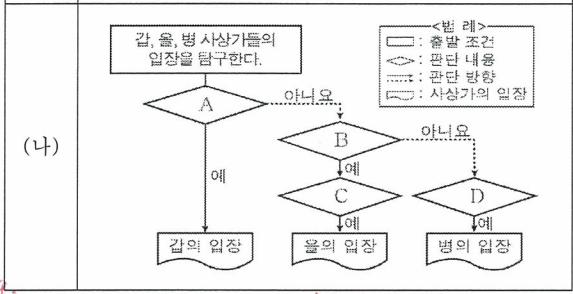 (나)
갑, 을, 병 사상가들의
입장을 탐구한다.
<범 례>
: 출발 조건
: 판단 내용
: 판단 방향
: 사상가의 입장
A
아니요
B
아니요
예
예
C
D
예
예
갑의 입장
을의 입장
병의 입장